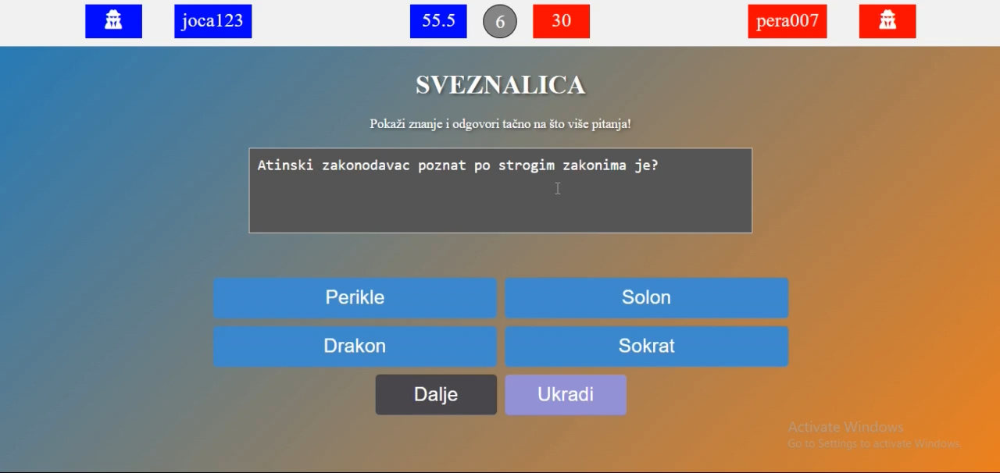 joca123 55.5 6 30 pera007
SVEZNALICA
Pokaži znanje i odgovori tačno na što više pitanja!
Atinski zakonodavac poznat po strogim zakonima je?
Perikle Solon
Drakon Sokrat
Dalje Ukradi
Activate Windows
Go to Settings to activate Windows.